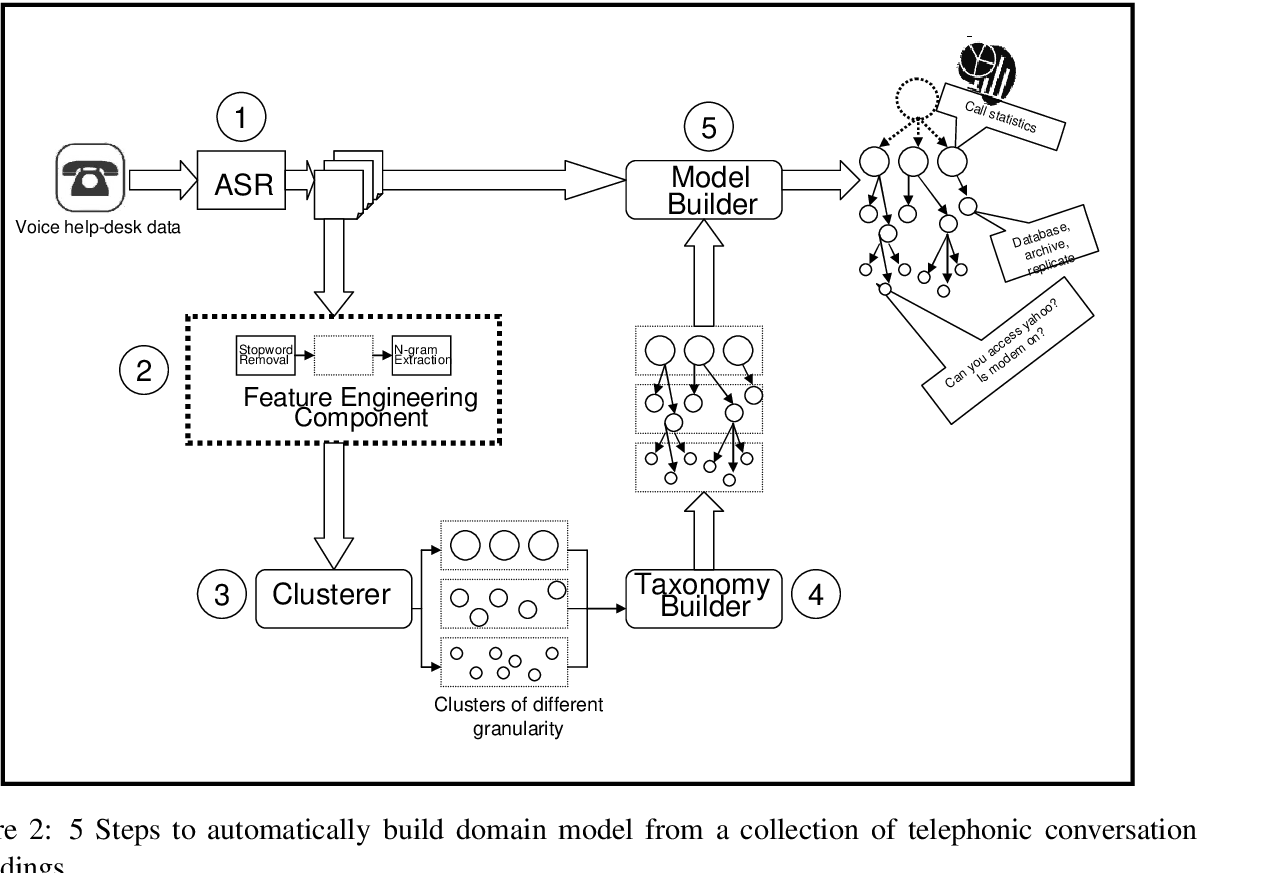 1
5
ASR
Model
Builder
Call statistics
Voice help-desk data
Database,
archive,
replicate
2
Stopword
Removal
N-gram
Extraction
Feature Engineering
Component
Can you access yahoo?
Is modem on?
3
Clusterer
Taxonomy
Builder
4
Clusters of different
granularity
re 2: 5 Steps to automatically build domain model from a collection of telephonic conversation
dings